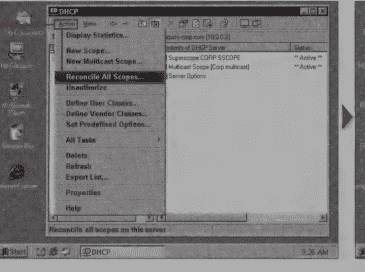 DHCP
Action View
Display Statistics...
New Scope...
New Multicast Scope...
Reconcile All Scopes...
Unauthorize
Define User Classes...
Define Vendor Classes...
Set Predefined Options...
All Tasks
Delete
Refresh
Export List...
Properties
Help
Contents of DHCP Server
Status
Superscope CORP SSCOPE
** Active **
Multicast Scope [Corp multicast]
** Active **
Server Options
Reconcile all scopes on this server
Start
DHCP
9:26 AM